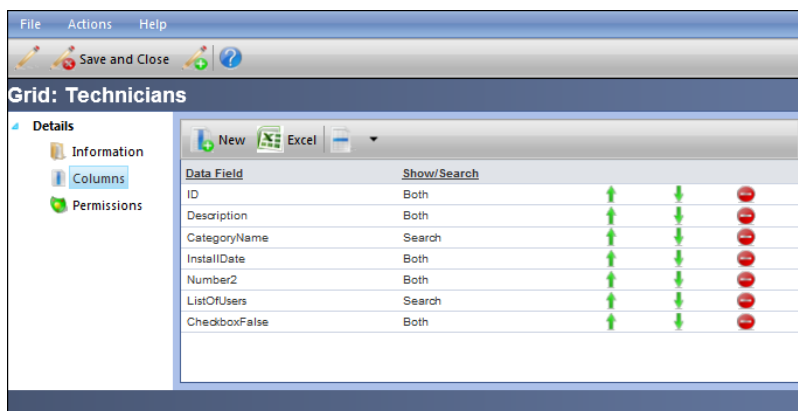 File Actions Help
Save and Close
Grid: Technicians
Details
Information
Columns
Permissions
New Excel
Data Field Show/Search
ID Both
Description Both
CategoryName Search
InstallDate Both
Number2 Both
ListOfUsers Search
CheckboxFalse Both